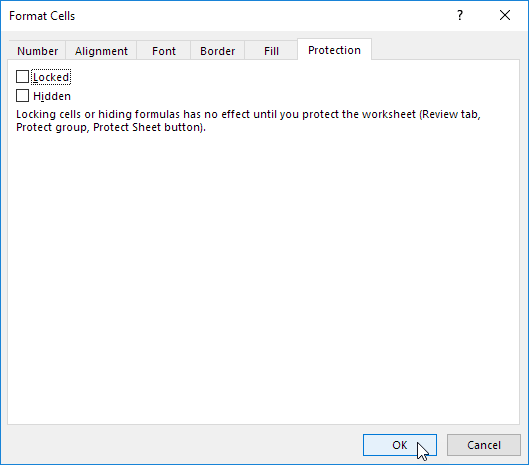 Format Cells ?
Number Alignment Font Border Fill Protection
Locked
Hidden
Locking cells or hiding formulas has no effect until you protect the worksheet (Review tab,
Protect group, Protect Sheet button).
OK Cancel